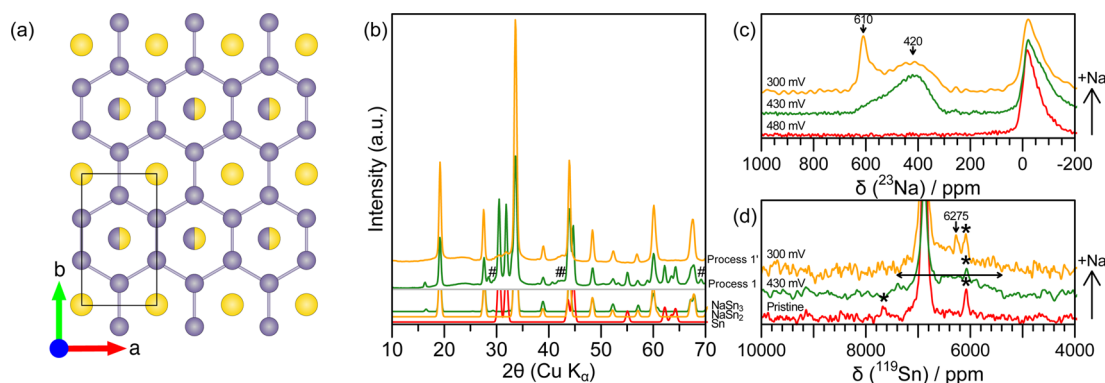 (a)
b
a
(b)
Intensity (a.u.)
#
#
#
Process 1'
Process 1
NaSn3
NaSn2
Sn
10 20 30 40 50 60 70
2θ (Cu Kα)
(c)
610
420
300 mV
430 mV
480 mV
+Na
1000 800 600 400 200 0 -200
δ (²³Na) / ppm
(d)
6275
*
*
*
*
300 mV
430 mV
Pristine
+Na
10000 8000 6000 4000
δ (¹¹⁹Sn) / ppm